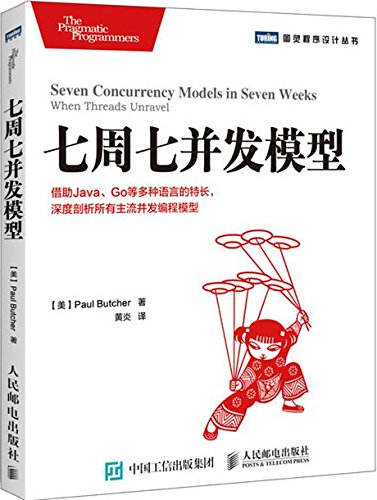 The
Pragmatic
Programmers
TURING 图灵程序设计丛书
Seven Concurrency Models in Seven Weeks
When Threads Unravel
七周七并发模型
借助Java、Go等多种语言的特长，
深度剖析所有主流并发编程模型
【美】Paul Butcher 著
黄炎 译
中国工信出版集团
人民邮电出版社
POSTS & TELECOM PRESS
七周七并发模型
【美】Paul Butcher 著
人民邮电出版社